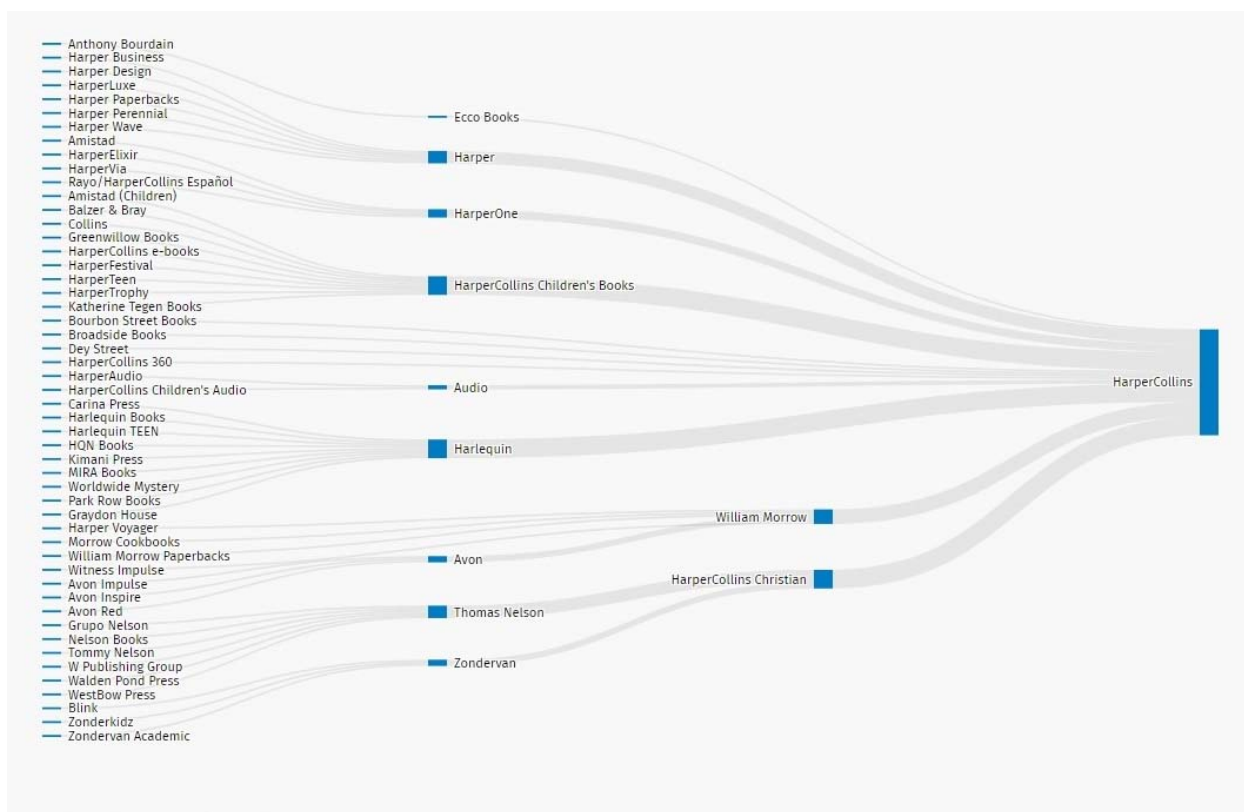 Anthony Bourdain
Harper Business
Harper Design
HarperLuxe
Harper Paperbacks
Harper Perennial
Harper Wave
Amistad
HarperElixir
HarperVia
Rayo/HarperCollins Español
Amistad (Children)
Balzer & Bray
Collins
Greenwillow Books
HarperCollins e-books
HarperFestival
HarperTeen
HarperTrophy
Katherine Tegen Books
Bourbon Street Books
Broadside Books
Dey Street
HarperCollins 360
HarperAudio
HarperCollins Children's Audio
Carina Press
Harlequin Books
Harlequin TEEN
HQN Books
Kimani Press
MIRA Books
Worldwide Mystery
Park Row Books
Graydon House
Harper Voyager
Morrow Cookbooks
William Morrow Paperbacks
Witness Impulse
Avon Impulse
Avon Inspire
Avon Red
Grupo Nelson
Nelson Books
Tommy Nelson
W Publishing Group
Walden Pond Press
WestBow Press
Blink
Zonderkidz
Zondervan Academic
Ecco Books
Harper
HarperOne
HarperCollins Children's Books
Audio
Harlequin
Avon
Thomas Nelson
Zondervan
William Morrow
HarperCollins Christian
HarperCollins